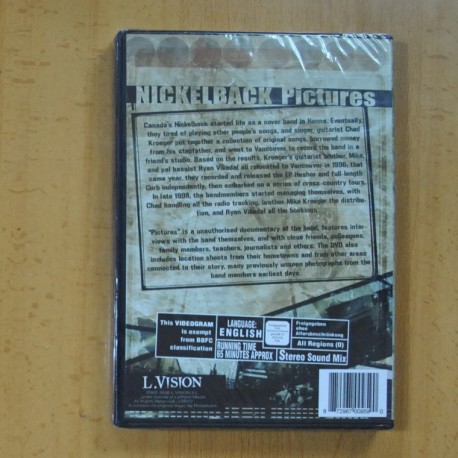 NICKELBACK Pictures
Canada's Nickelback started life as a cover band in Hanna. Eventually,
they tired of playing other people's songs, and singer, guitarist Chad
Kroeger put together a collection of original songs, borrowed money
from his stepfather, and went to Vancouver to record the band in a
friend's studio. Based on the results, Kroeger's guitarist brother, Mike
and pal bassist Ryan Vikedal all relocated to Vancouver in 1996; that
same year, they recorded and released the EP Hesher and full-length
Curb independently, then embarked on a series of cross-country tours.
In late 1998, the bandmembers started managing themselves, with
Chad handling all the radio tracking, brother Mike Kroeger the distribu-
tion, and Ryan Vikedal all the bookings.
"Pictures" is a unauthorised documentary of the band, features inter-
views with the band themselves, and with close friends, colleagues,
family members, teachers, journalists and others. The DVD also
includes location shoots from their hometowns and from other areas
connected to their story, many previously unseen photographs from the
band members earliest days.
This VIDEOGRAM
is exempt
from BBFC
classification
LANGUAGE:
ENGLISH
RUNNING TIME
65 MINUTES APPROX
Freigegeben
ohne
Altersbeschränkung
All Regions (0)
Stereo Sound Mix
L.VISION